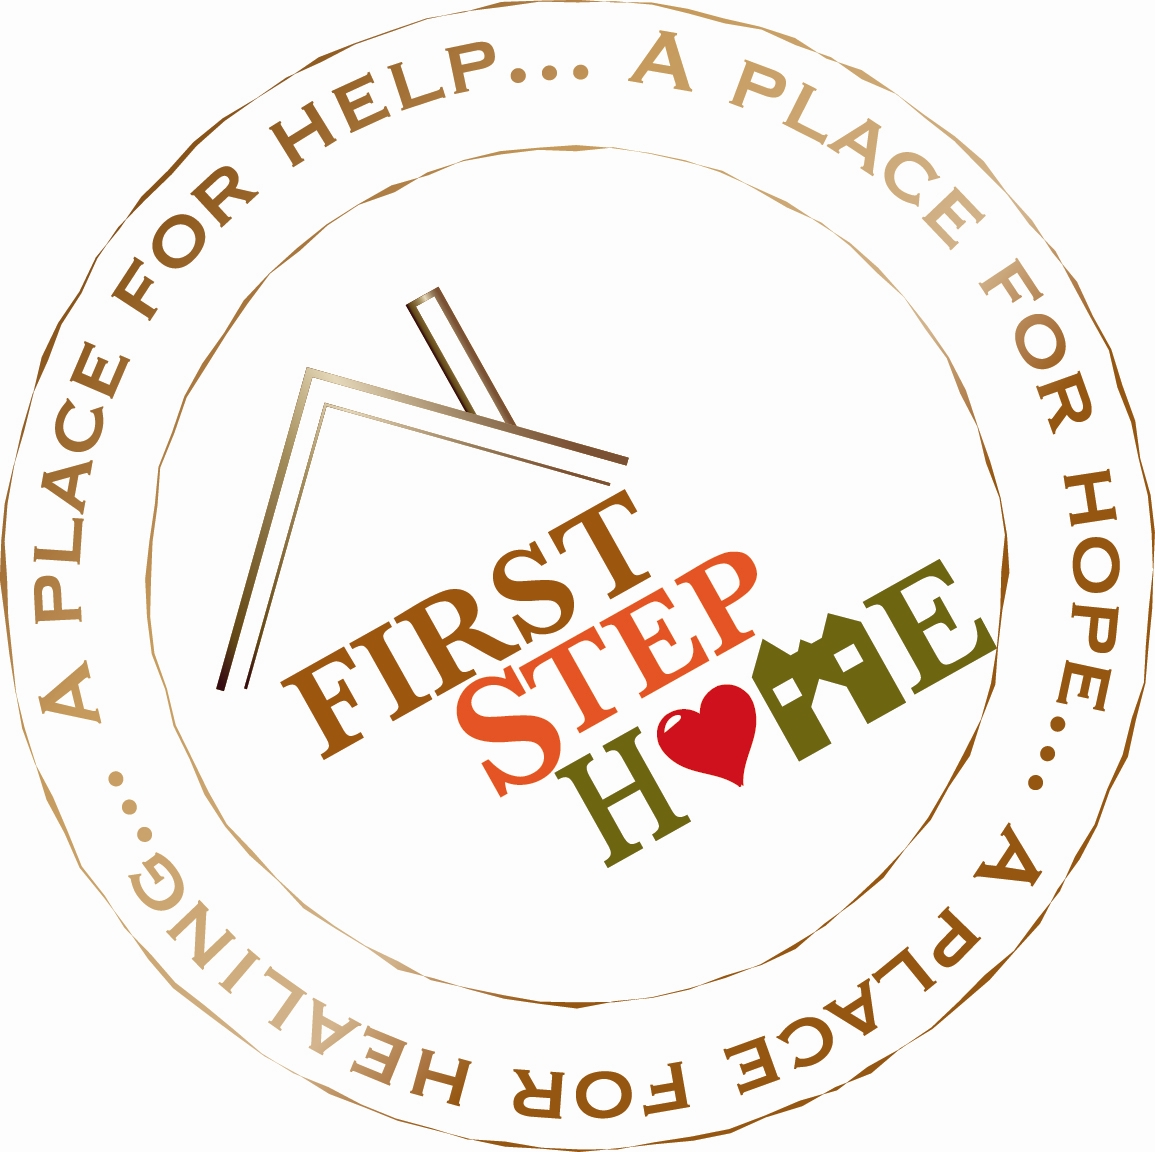 A PLACE FOR HELP... A PLACE FOR HOPE... A PLACE FOR HEALING...
FIRST
STEP
HOME